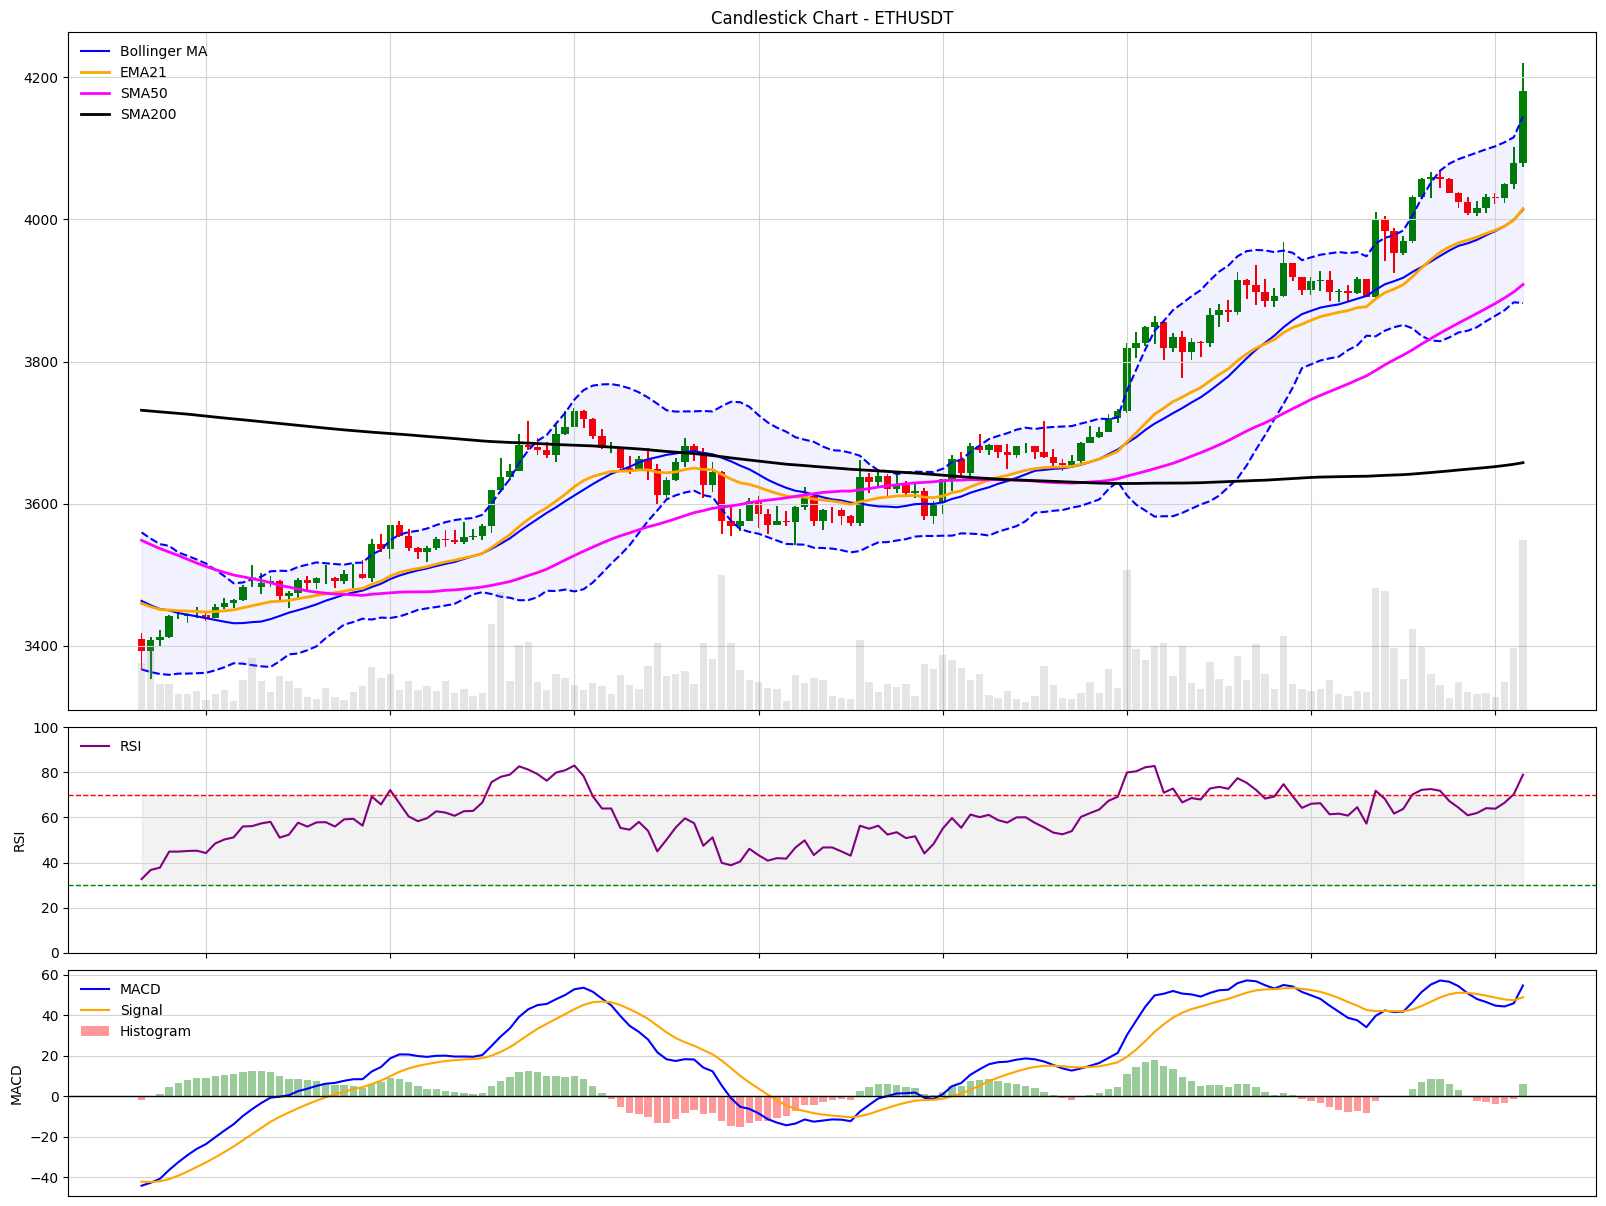 Candlestick Chart - ETHUSDT
Bollinger MA
EMA21
SMA50
SMA200
4200
4000
3800
3600
3400
RSI
100
80
60
40
20
0
RSI
MACD
Signal
Histogram
60
40
20
0
−20
−40
MACD